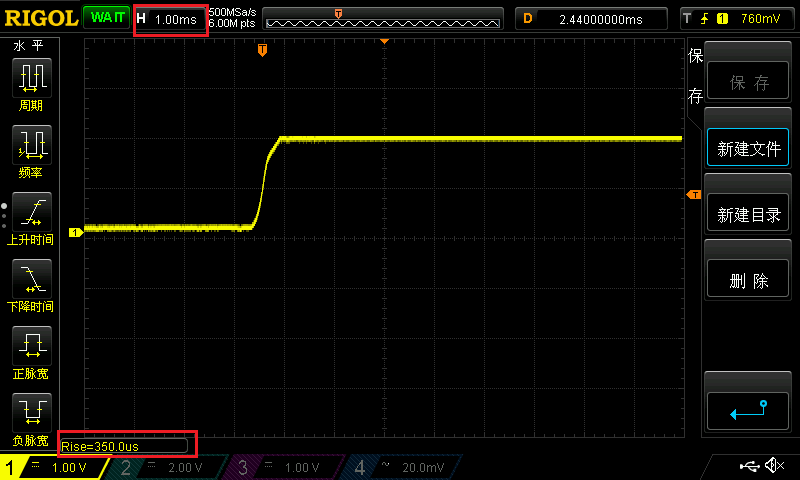 RIGOL WAIT H 1.00ms 500MSa/s 6.00M pts T D 2.44000000ms T 1 760mV
水 平
周期
频率
上升时间
下降时间
正脉宽
负脉宽
T
1
T
Rise=350.0us
保
存
保 存
新建文件
新建目录
删 除
1 = 1.00 V 2 = 2.00 V 3 = 1.00 V 4 ~ 20.0mV